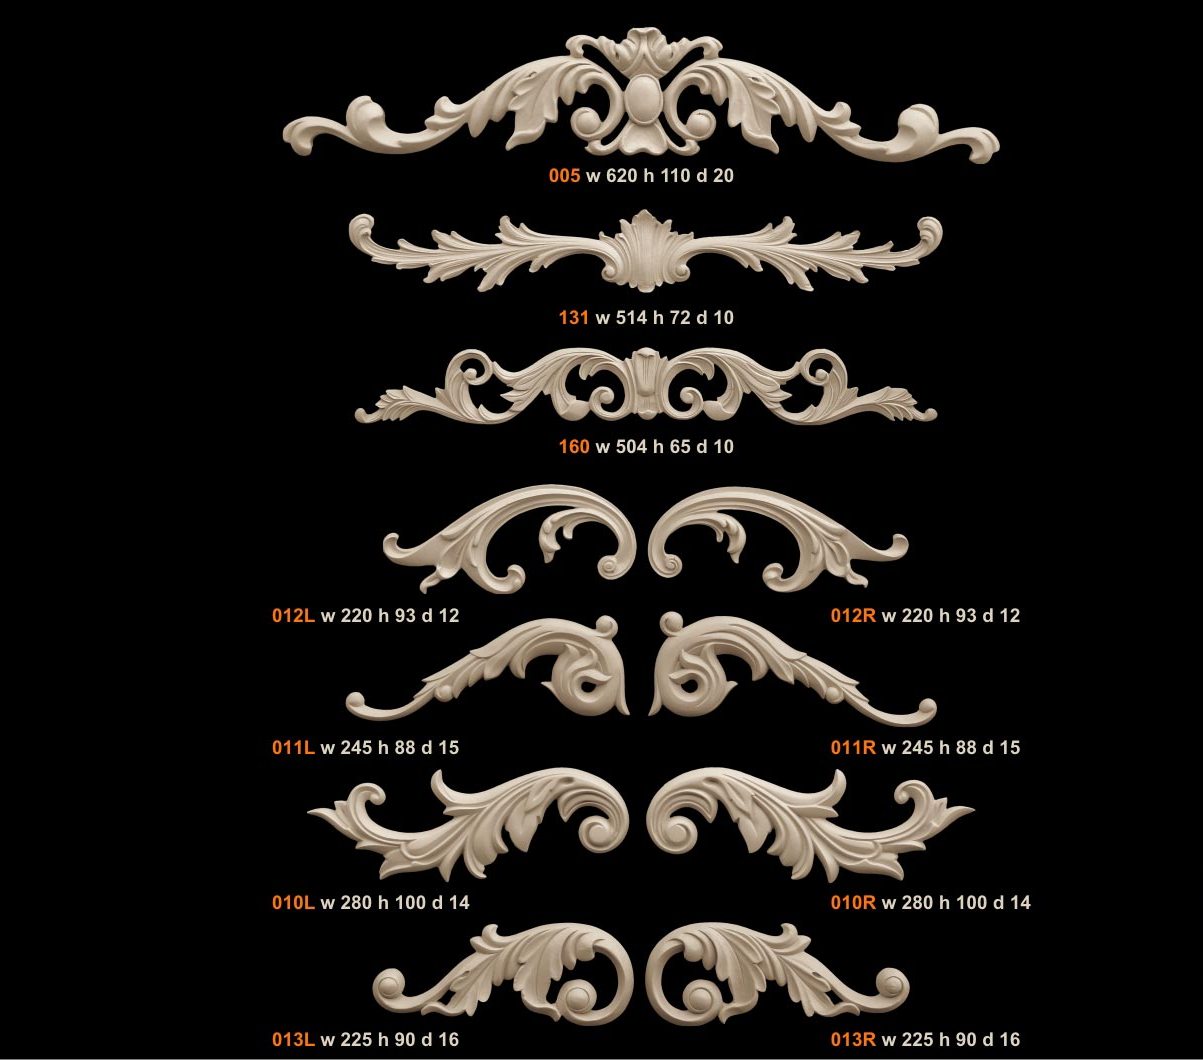 005 w 620 h 110 d 20
131 w 514 h 72 d 10
160 w 504 h 65 d 10
012L w 220 h 93 d 12
012R w 220 h 93 d 12
011L w 245 h 88 d 15
011R w 245 h 88 d 15
010L w 280 h 100 d 14
010R w 280 h 100 d 14
013L w 225 h 90 d 16
013R w 225 h 90 d 16